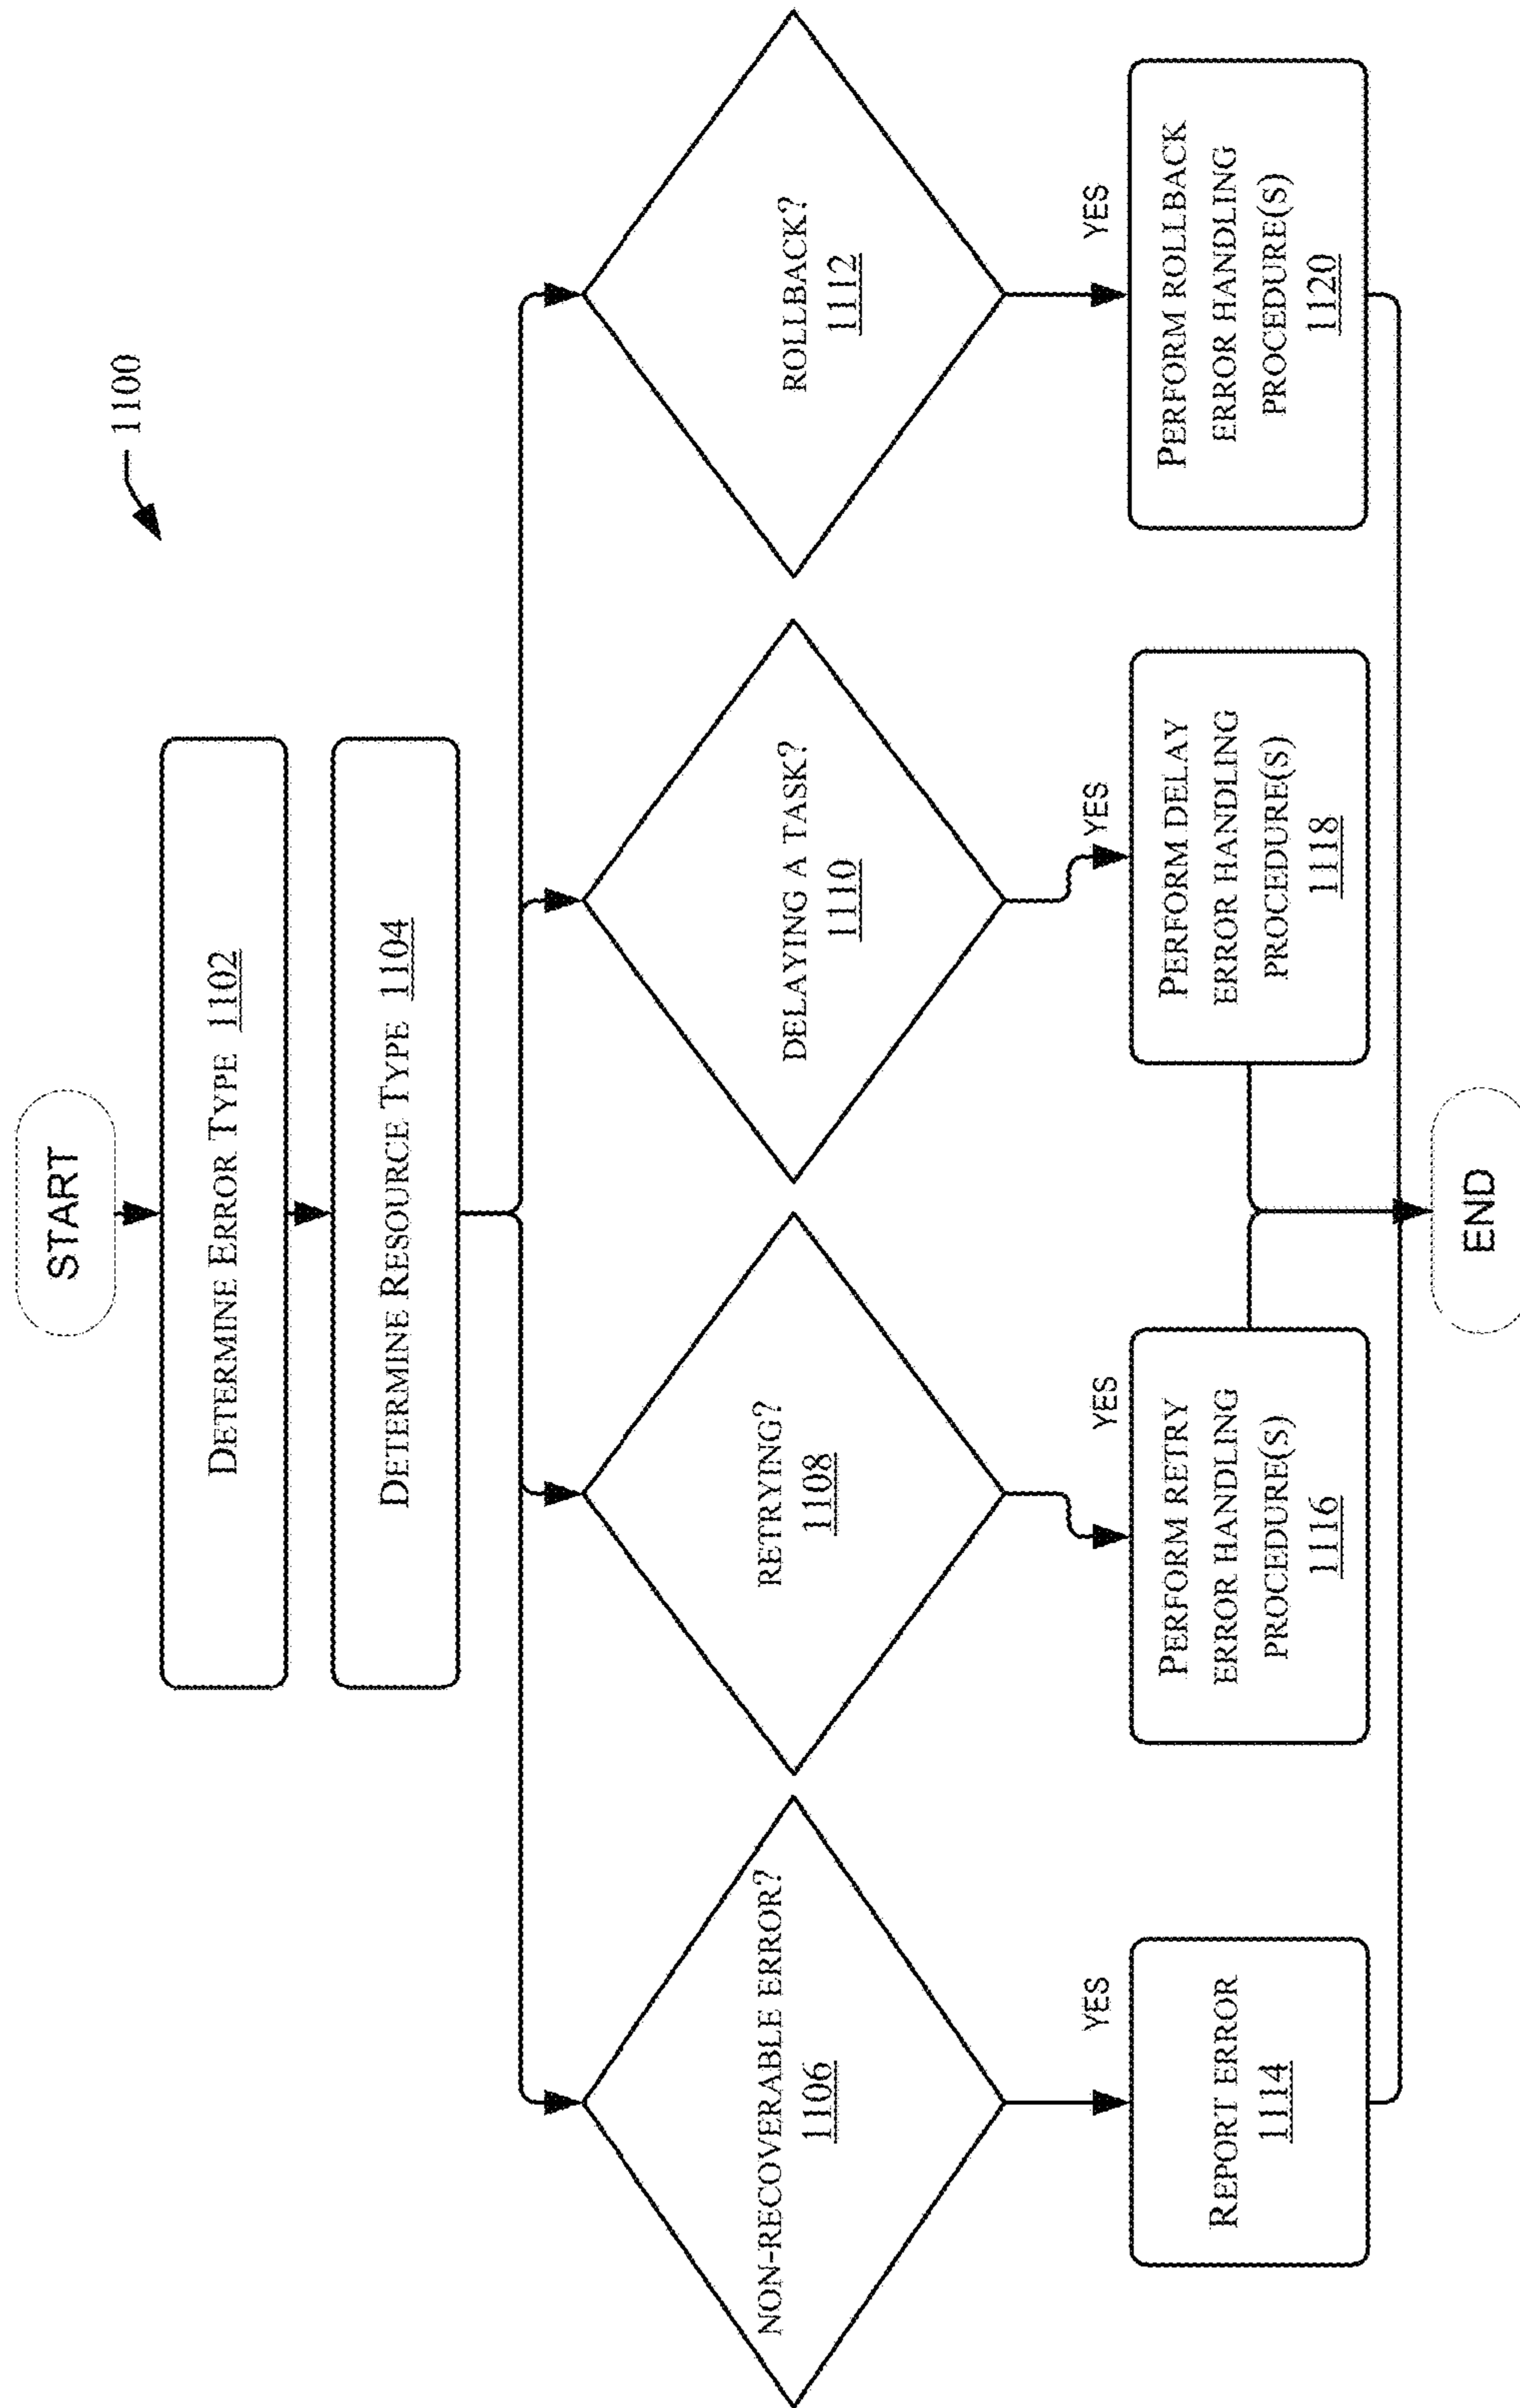 1100
START
DETERMINE ERROR TYPE 1102
DETERMINE RESOURCE TYPE 1104
NON-RECOVERABLE ERROR?
1106
RETRYING?
1108
DELAYING A TASK?
1110
ROLLBACK?
1112
YES
YES
YES
YES
REPORT ERROR
1114
PERFORM RETRY
ERROR HANDLING
PROCEDURE(S)
1116
PERFORM DELAY
ERROR HANDLING
PROCEDURE(S)
1118
PERFORM ROLLBACK
ERROR HANDLING
PROCEDURE(S)
1120
END